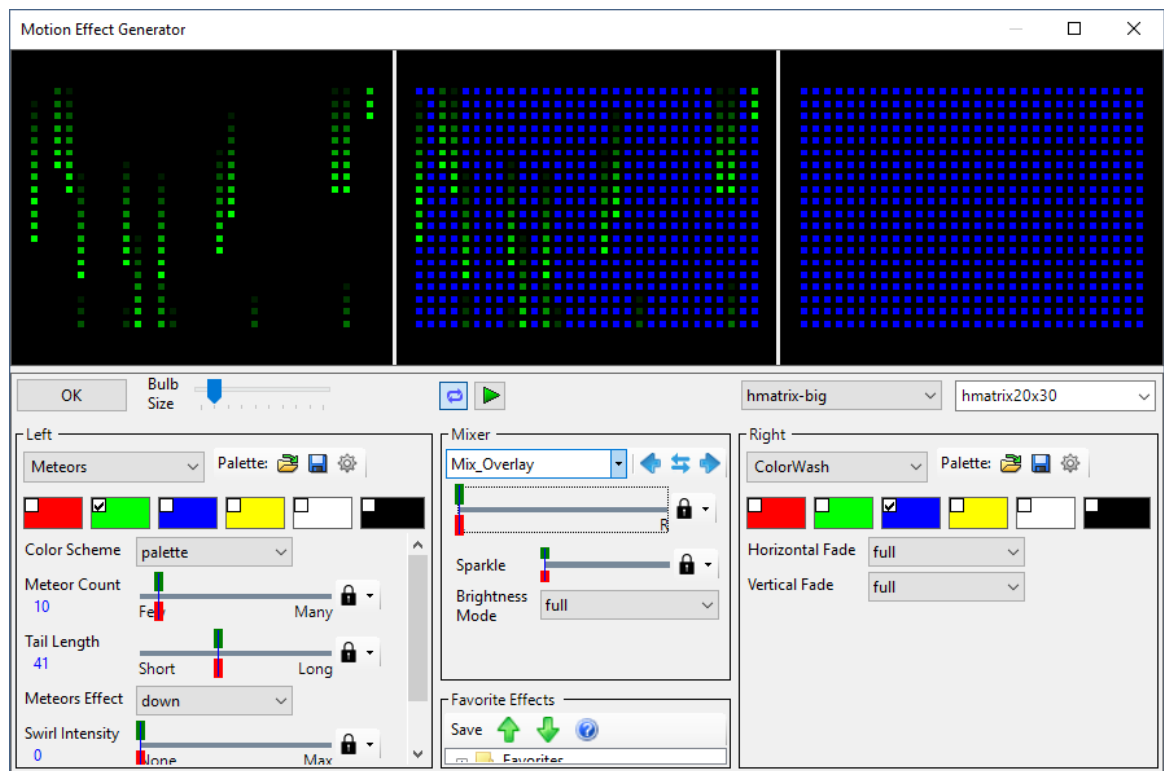 Motion Effect Generator
OK
Bulb Size
hmatrix-big
hmatrix20x30
Left
Meteors
Palette:
Color Scheme
palette
Meteor Count
10
Few
Many
Tail Length
41
Short
Long
Meteors Effect
down
Swirl Intensity
0
None
Max
Mixer
Mix_Overlay
R
Sparkle
Brightness Mode
full
Favorite Effects
Save
Favorites
Right
ColorWash
Palette:
Horizontal Fade
full
Vertical Fade
full